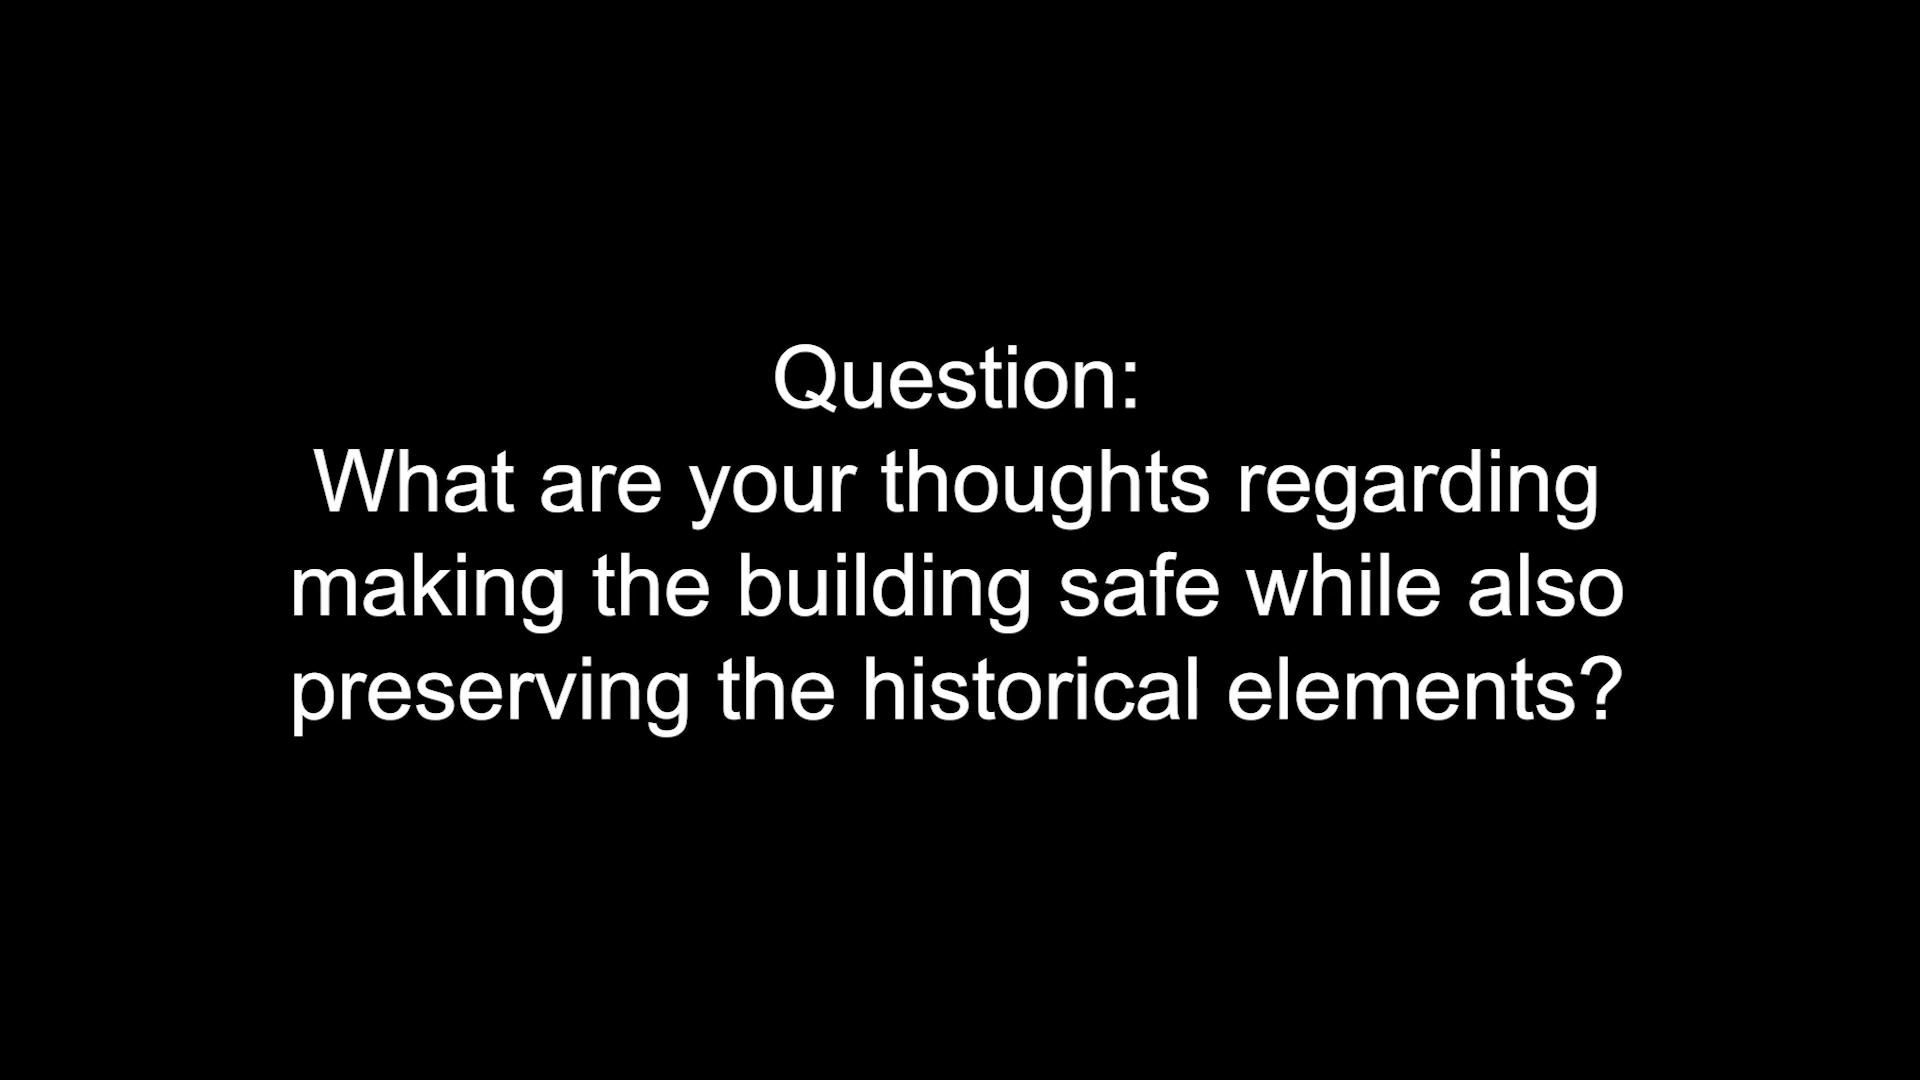 Question:
What are your thoughts regarding
making the building safe while also
preserving the historical elements?